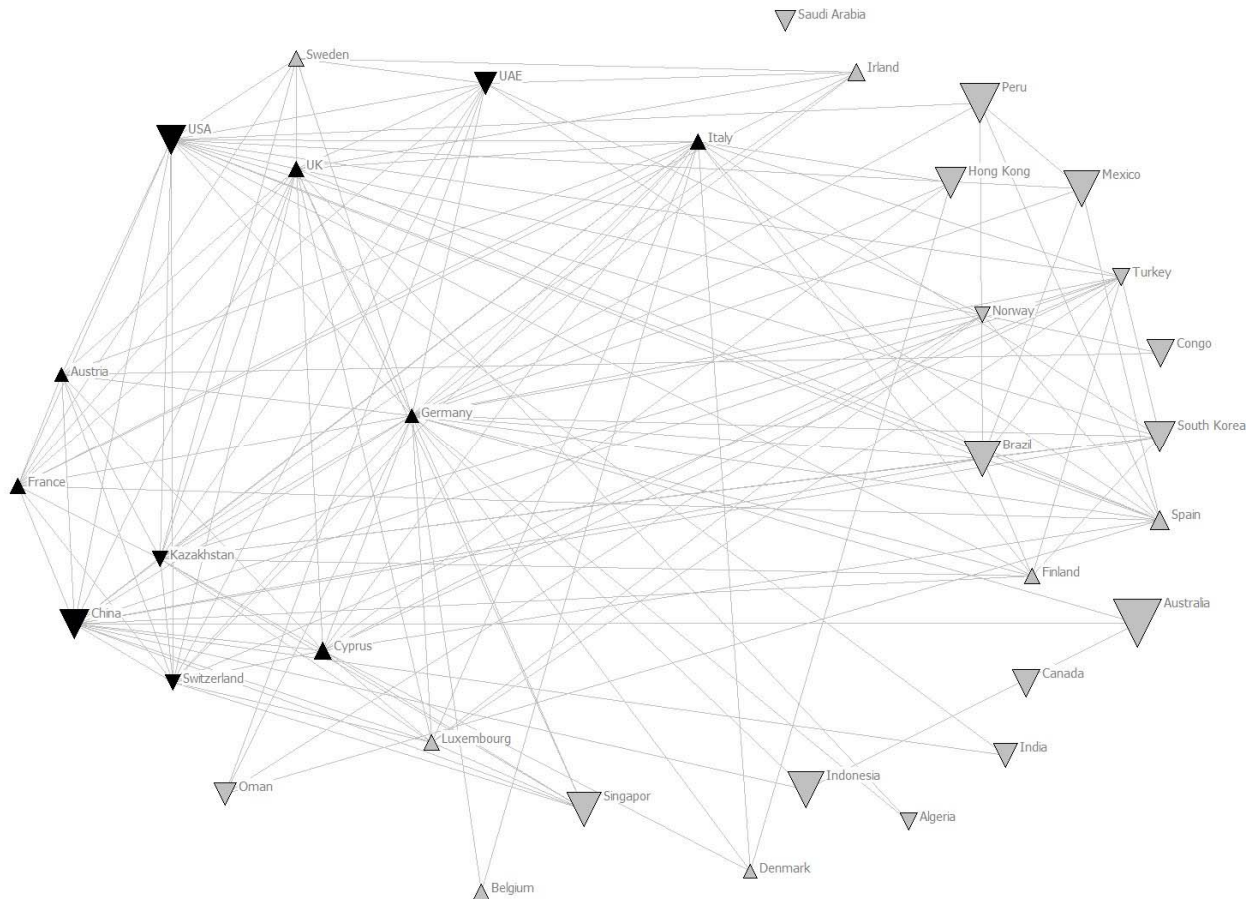 Saudi Arabia
Sweden
UAE
Irland
Peru
USA
Italy
UK
Hong Kong
Mexico
Turkey
Norway
Congo
Austria
Germany
South Korea
Brazil
France
Spain
Kazakhstan
Finland
Australia
China
Cyprus
Switzerland
Canada
Luxembourg
India
Indonesia
Oman
Singapor
Algeria
Denmark
Belgium